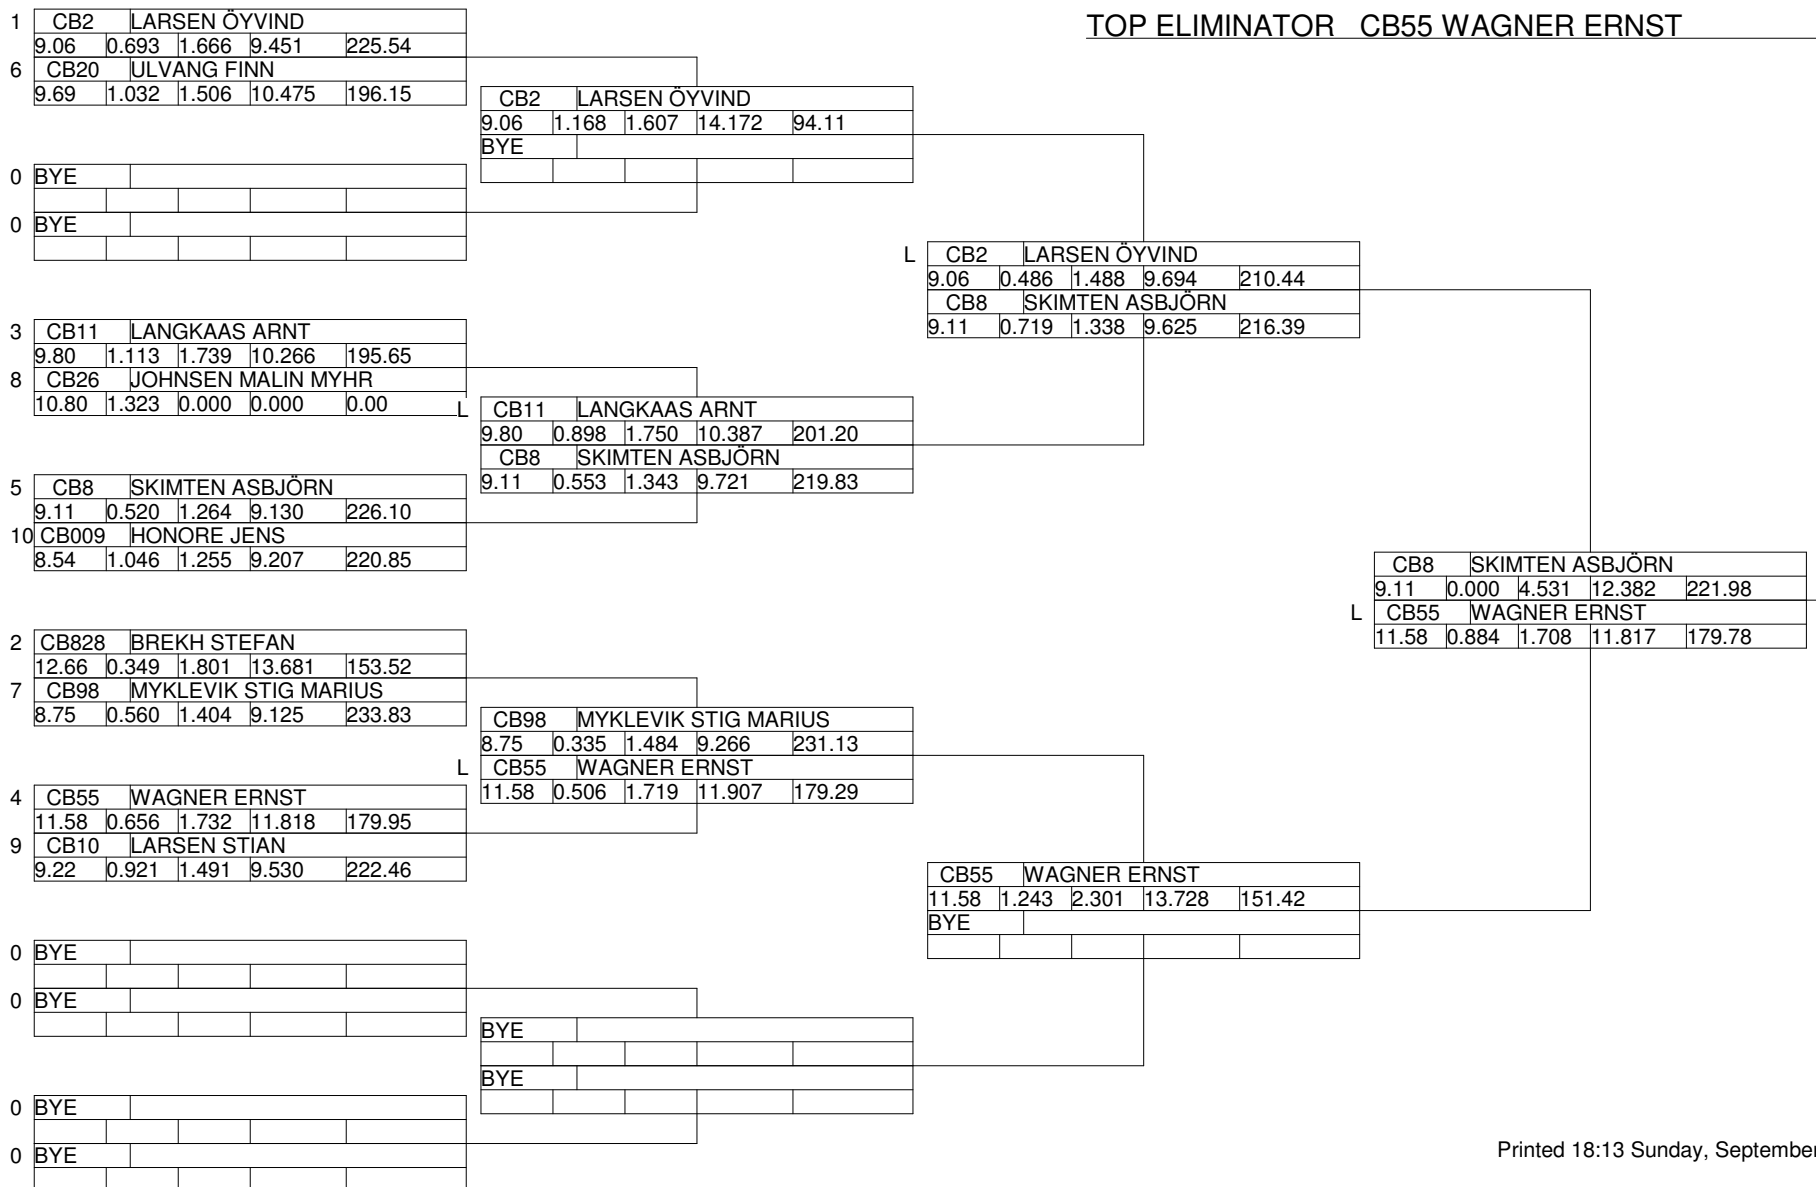 TOP ELIMINATOR CB55 WAGNER ERNST
1 CB2 LARSEN ÖYVIND
9.06 0.693 1.666 9.451 225.54
6 CB20 ULVANG FINN
9.69 1.032 1.506 10.475 196.15
0 BYE
0 BYE
3 CB11 LANGKAAS ARNT
9.80 1.113 1.739 10.266 195.65
8 CB26 JOHNSEN MALIN MYHR
10.80 1.323 0.000 0.000 0.00
5 CB8 SKIMTEN ASBJÖRN
9.11 0.520 1.264 9.130 226.10
10 CB009 HONORE JENS
8.54 1.046 1.255 9.207 220.85
2 CB828 BREKH STEFAN
12.66 0.349 1.801 13.681 153.52
7 CB98 MYKLEVIK STIG MARIUS
8.75 0.560 1.404 9.125 233.83
4 CB55 WAGNER ERNST
11.58 0.656 1.732 11.818 179.95
9 CB10 LARSEN STIAN
9.22 0.921 1.491 9.530 222.46
0 BYE
0 BYE
0 BYE
0 BYE
CB2 LARSEN ÖYVIND
9.06 1.168 1.607 14.172 94.11
BYE
L CB11 LANGKAAS ARNT
9.80 0.898 1.750 10.387 201.20
CB8 SKIMTEN ASBJÖRN
9.11 0.553 1.343 9.721 219.83
CB98 MYKLEVIK STIG MARIUS
8.75 0.335 1.484 9.266 231.13
L CB55 WAGNER ERNST
11.58 0.506 1.719 11.907 179.29
BYE
BYE
L CB2 LARSEN ÖYVIND
9.06 0.486 1.488 9.694 210.44
CB8 SKIMTEN ASBJÖRN
9.11 0.719 1.338 9.625 216.39
CB55 WAGNER ERNST
11.58 1.243 2.301 13.728 151.42
BYE
CB8 SKIMTEN ASBJÖRN
9.11 0.000 4.531 12.382 221.98
L CB55 WAGNER ERNST
11.58 0.884 1.708 11.817 179.78
Printed 18:13 Sunday, September